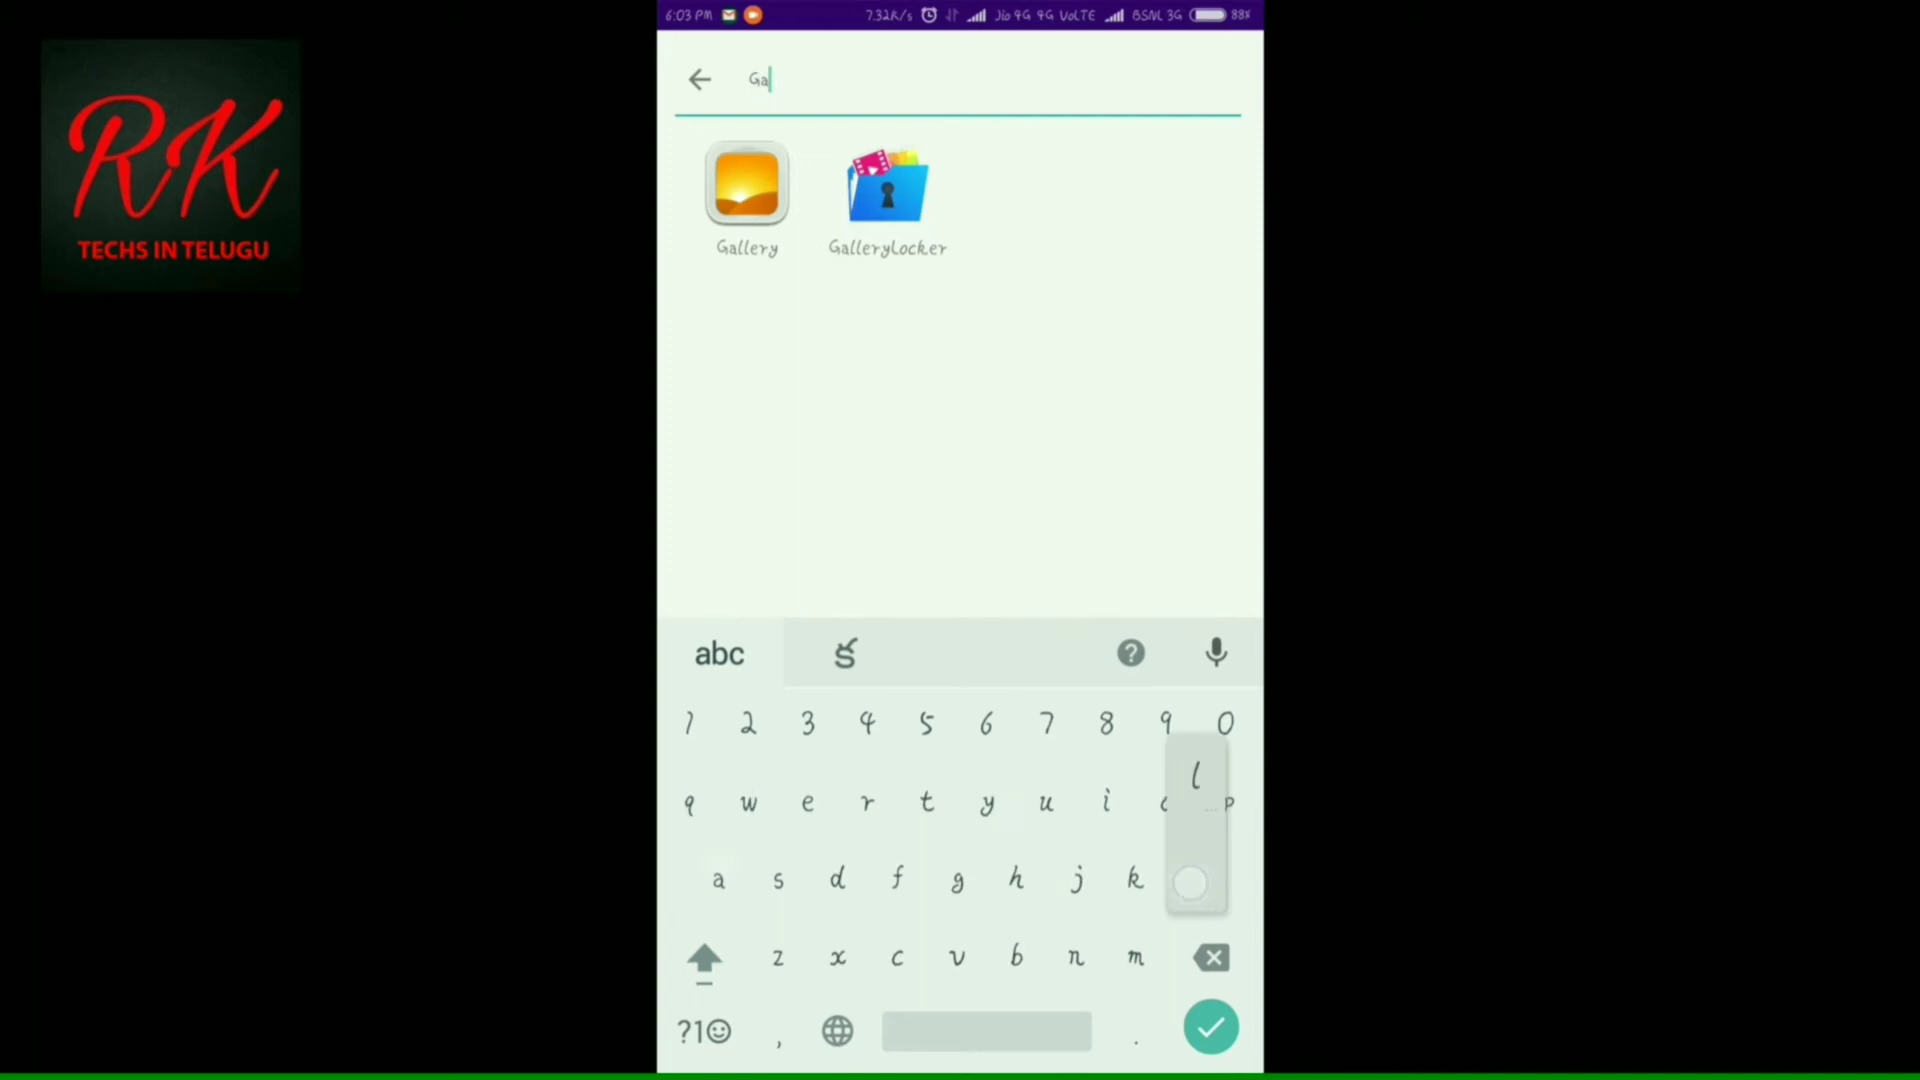 RK
TECHS IN TELUGU
6:03 PM 7.32K/s Jio 4G 4G VoLTE BSNL 3G 88%
Ga
Gallery GalleryLocker
abc క
1 2 3 4 5 6 7 8 9 0
l
q w e r t y u i p
a s d f g h j k
z x c v b n m
?1☺ , .